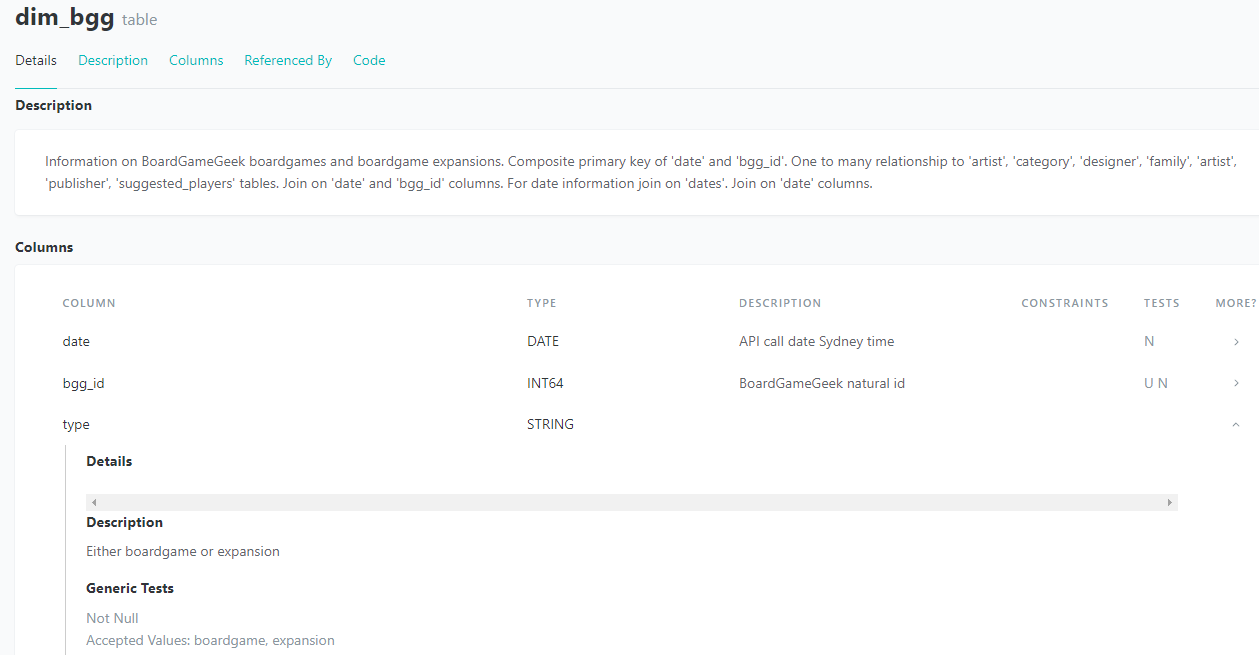 dim_bgg table
Details Description Columns Referenced By Code
Description
Information on BoardGameGeek boardgames and boardgame expansions. Composite primary key of 'date' and 'bgg_id'. One to many relationship to 'artist', 'category', 'designer', 'family', 'artist',
'publisher', 'suggested_players' tables. Join on 'date' and 'bgg_id' columns. For date information join on 'dates'. Join on 'date' columns.
Columns
COLUMN TYPE DESCRIPTION CONSTRAINTS TESTS MORE?
date DATE API call date Sydney time N
bgg_id INT64 BoardGameGeek natural id U N
type STRING
Details
Description
Either boardgame or expansion
Generic Tests
Not Null
Accepted Values: boardgame, expansion